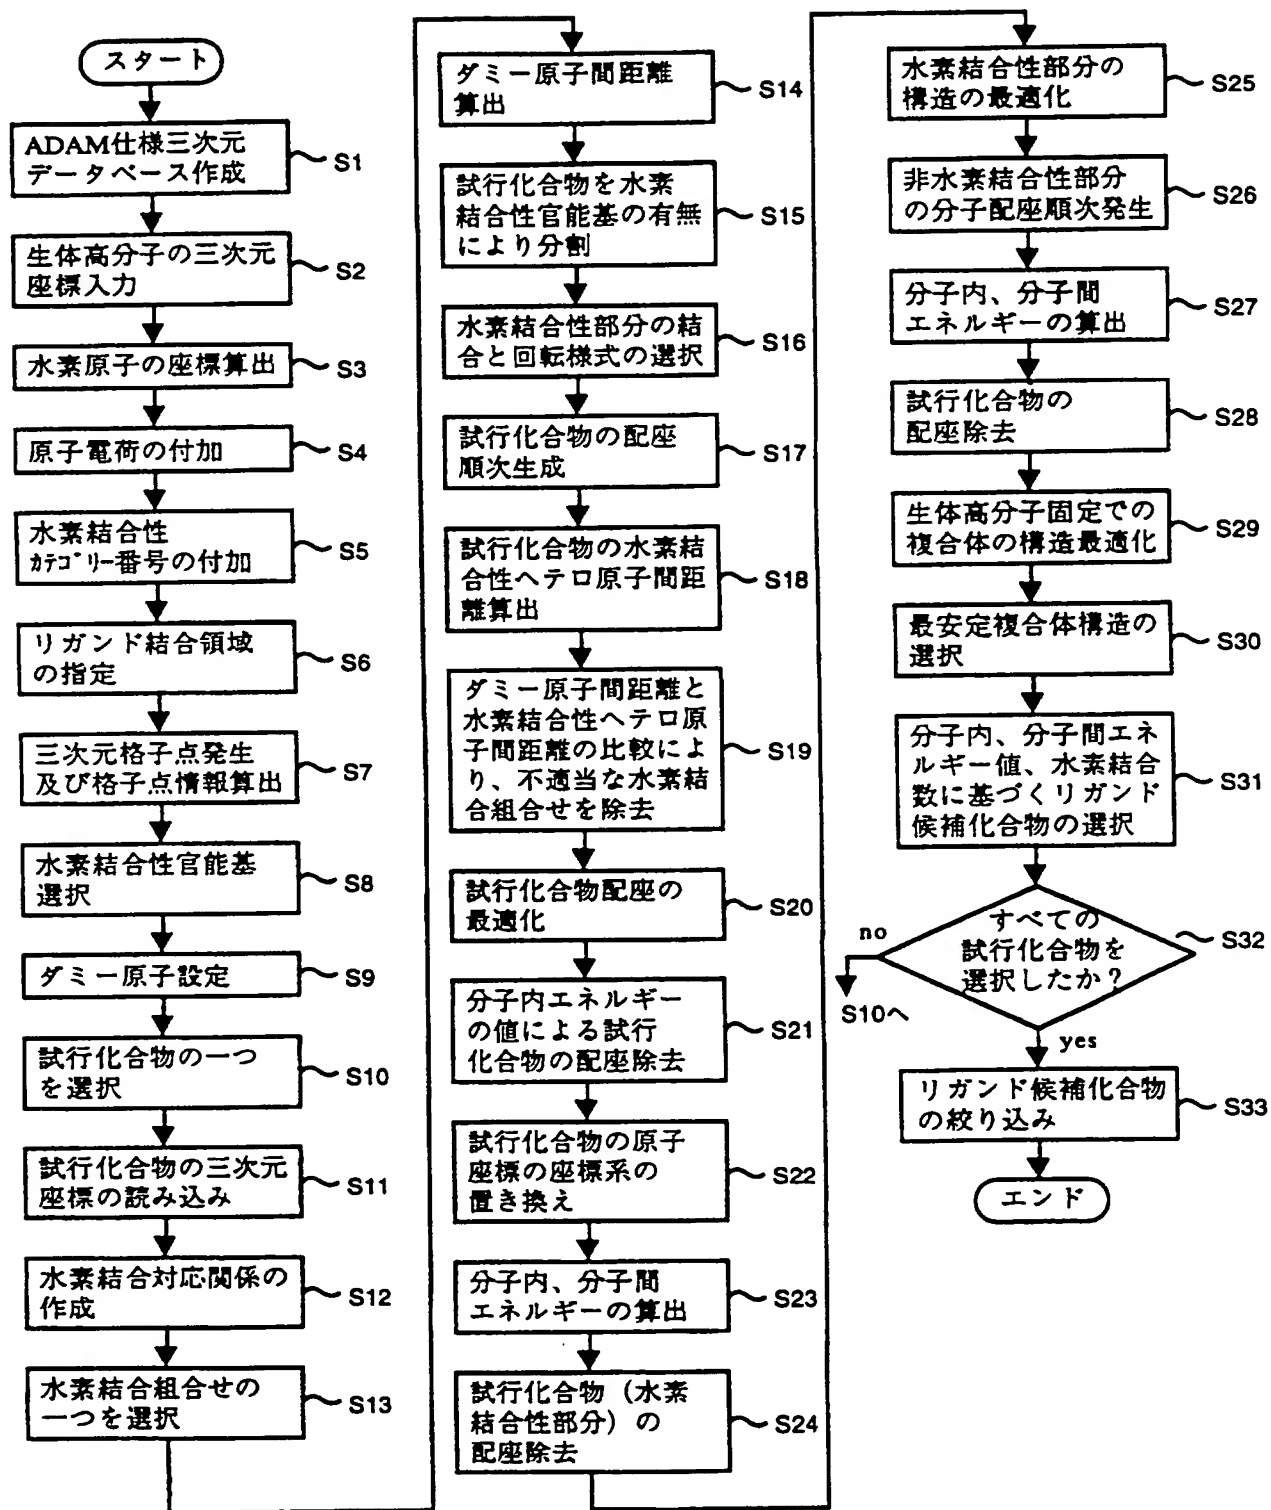 スタート
ADAM仕様三次元
データベース作成
S1
生体高分子の三次元
座標入力
S2
水素原子の座標算出
S3
原子電荷の付加
S4
水素結合性
カテゴリー番号の付加
S5
リガンド結合領域
の指定
S6
三次元格子点発生
及び格子点情報算出
S7
水素結合性官能基
選択
S8
ダミー原子設定
S9
試行化合物の一つ
を選択
S10
試行化合物の三次元
座標の読み込み
S11
水素結合対応関係の
作成
S12
水素結合組合せの
一つを選択
S13
ダミー原子間距離
算出
S14
試行化合物を水素
結合性官能基の有無
により分割
S15
水素結合性部分の結
合と回転様式の選択
S16
試行化合物の配座
順次生成
S17
試行化合物の水素結
合性ヘテロ原子間距
離算出
S18
ダミー原子間距離と
水素結合性ヘテロ原
子間距離の比較によ
り、不適当な水素結
合組合せを除去
S19
試行化合物配座の
最適化
S20
分子内エネルギー
の値による試行
化合物の配座除去
S21
試行化合物の原子
座標の座標系の
置き換え
S22
分子内、分子間
エネルギーの算出
S23
試行化合物（水素
結合性部分）の
配座除去
S24
水素結合性部分の
構造の最適化
S25
非水素結合性部分
の分子配座順次発生
S26
分子内、分子間
エネルギーの算出
S27
試行化合物の
配座除去
S28
生体高分子固定での
複合体の構造最適化
S29
最安定複合体構造の
選択
S30
分子内、分子間エネ
ルギー値、水素結合
数に基づくリガンド
候補化合物の選択
S31
すべての
試行化合物を
選択したか？
S32
no
S10へ
yes
リガンド候補化合物
の絞り込み
S33
エンド